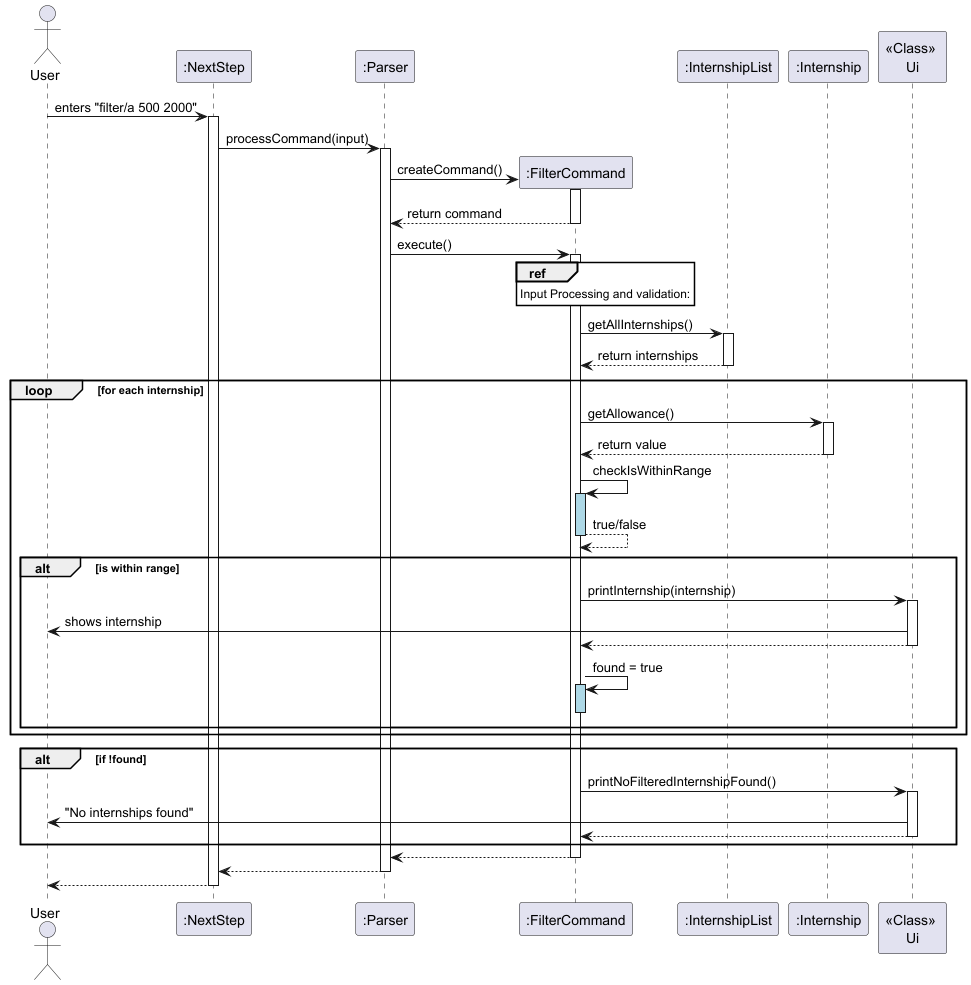 User
:NextStep
:Parser
:InternshipList
:Internship
«Class»
Ui
enters "filter/a 500 2000"
processCommand(input)
createCommand()
:FilterCommand
return command
execute()
ref
Input Processing and validation:
getAllInternships()
return internships
loop
[for each internship]
getAllowance()
return value
checkIsWithinRange
true/false
alt
[is within range]
printInternship(internship)
shows internship
found = true
alt
[if !found]
printNoFilteredInternshipFound()
"No internships found"
User
:NextStep
:Parser
:FilterCommand
:InternshipList
:Internship
«Class»
Ui